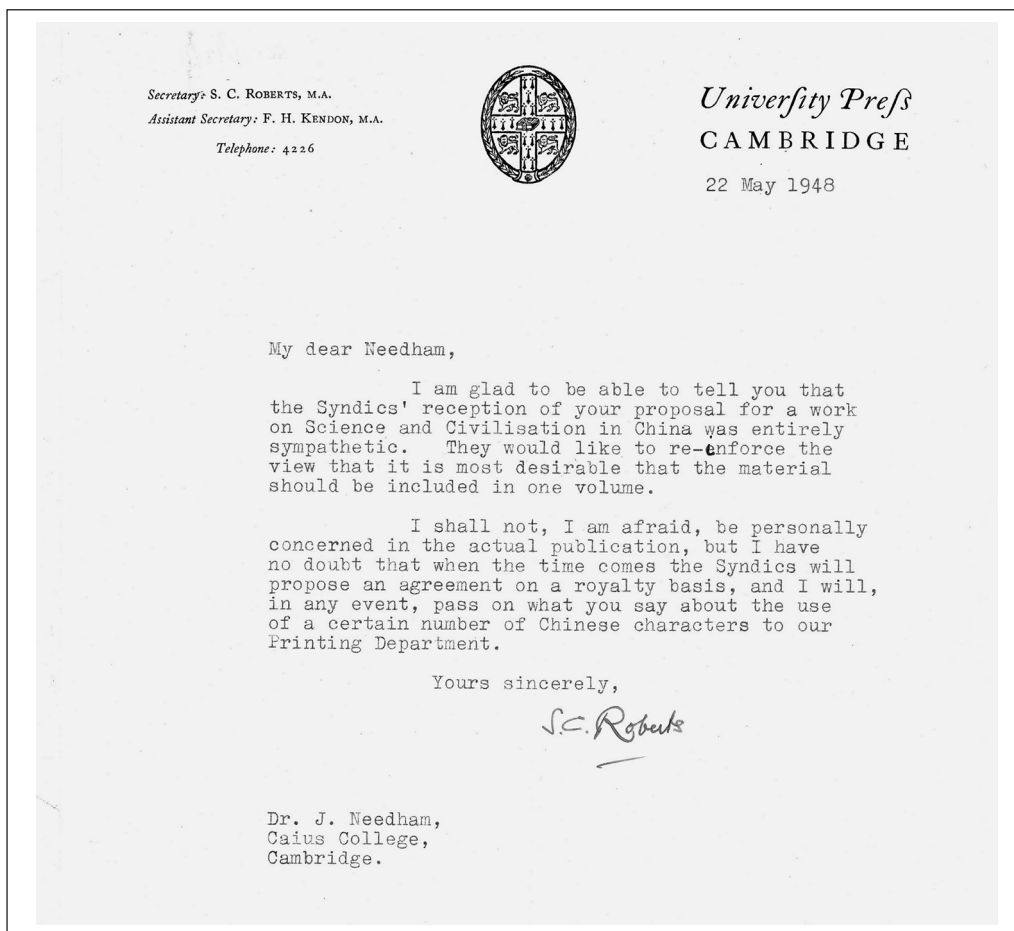 Secretary: S. C. ROBERTS, M.A.
Assistant Secretary: F. H. KENDON, M.A.
Telephone: 4226
Univerſity Preſs
CAMBRIDGE
22 May 1948
My dear Needham,
I am glad to be able to tell you that
the Syndics' reception of your proposal for a work
on Science and Civilisation in China was entirely
sympathetic. They would like to re-enforce the
view that it is most desirable that the material
should be included in one volume.
I shall not, I am afraid, be personally
concerned in the actual publication, but I have
no doubt that when the time comes the Syndics will
propose an agreement on a royalty basis, and I will,
in any event, pass on what you say about the use
of a certain number of Chinese characters to our
Printing Department.
Yours sincerely,
S.C. Roberts
Dr. J. Needham,
Caius College,
Cambridge.